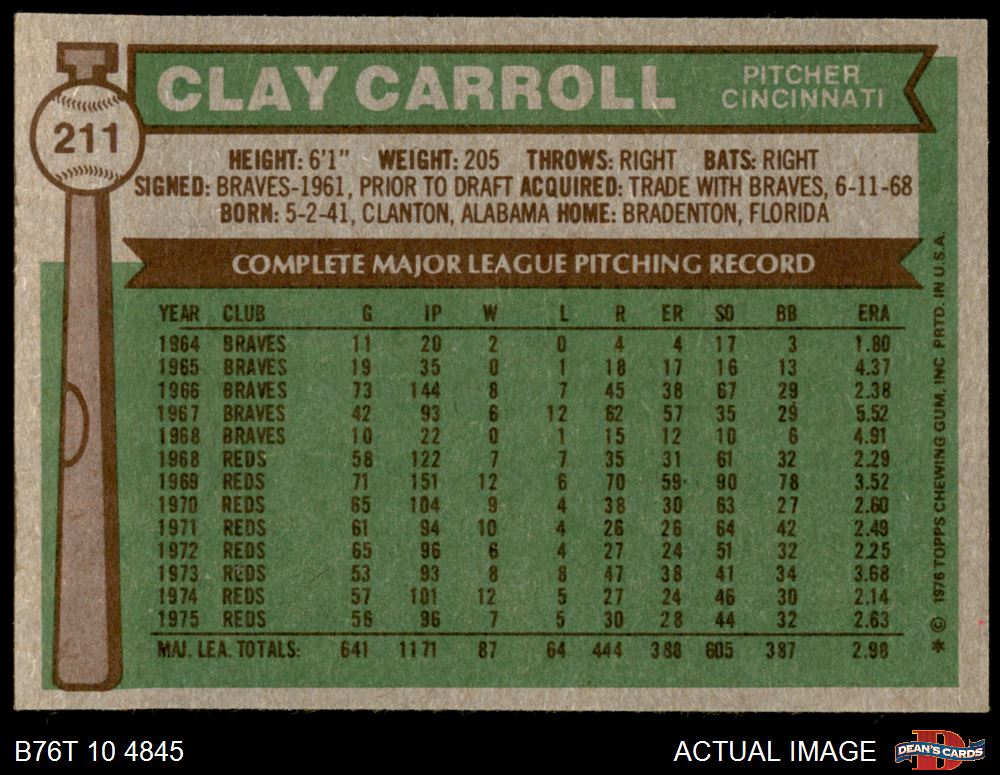 211
CLAY CARROLL
PITCHER
CINCINNATI
HEIGHT: 6'1" WEIGHT: 205 THROWS: RIGHT BATS: RIGHT
SIGNED: BRAVES-1961, PRIOR TO DRAFT ACQUIRED: TRADE WITH BRAVES, 6-11-68
BORN: 5-2-41, CLANTON, ALABAMA HOME: BRADENTON, FLORIDA
COMPLETE MAJOR LEAGUE PITCHING RECORD
YEAR CLUB G IP W L R ER SO BB ERA
1964 BRAVES 11 20 2 0 4 4 17 3 1.80
1965 BRAVES 19 35 0 1 18 17 16 13 4.37
1966 BRAVES 73 144 8 7 45 38 67 29 2.38
1967 BRAVES 42 93 6 12 62 57 35 29 5.52
1968 BRAVES 10 22 0 1 15 12 10 6 4.91
1968 REDS 58 122 7 7 35 31 61 32 2.29
1969 REDS 71 151 12 6 70 59 90 78 3.52
1970 REDS 65 104 9 4 38 30 63 27 2.60
1971 REDS 61 94 10 4 26 26 64 42 2.49
1972 REDS 65 96 6 4 27 24 51 32 2.25
1973 REDS 53 93 8 8 47 38 41 34 3.68
1974 REDS 57 101 12 5 27 24 46 30 2.14
1975 REDS 56 96 7 5 30 28 44 32 2.63
MAJ. LEA. TOTALS: 641 1171 87 64 444 388 605 387 2.98
* © 1976 TOPPS CHEWING GUM, INC. PRTD. IN U.S.A.
B76T 10 4845
ACTUAL IMAGE
DEAN'S CARDS